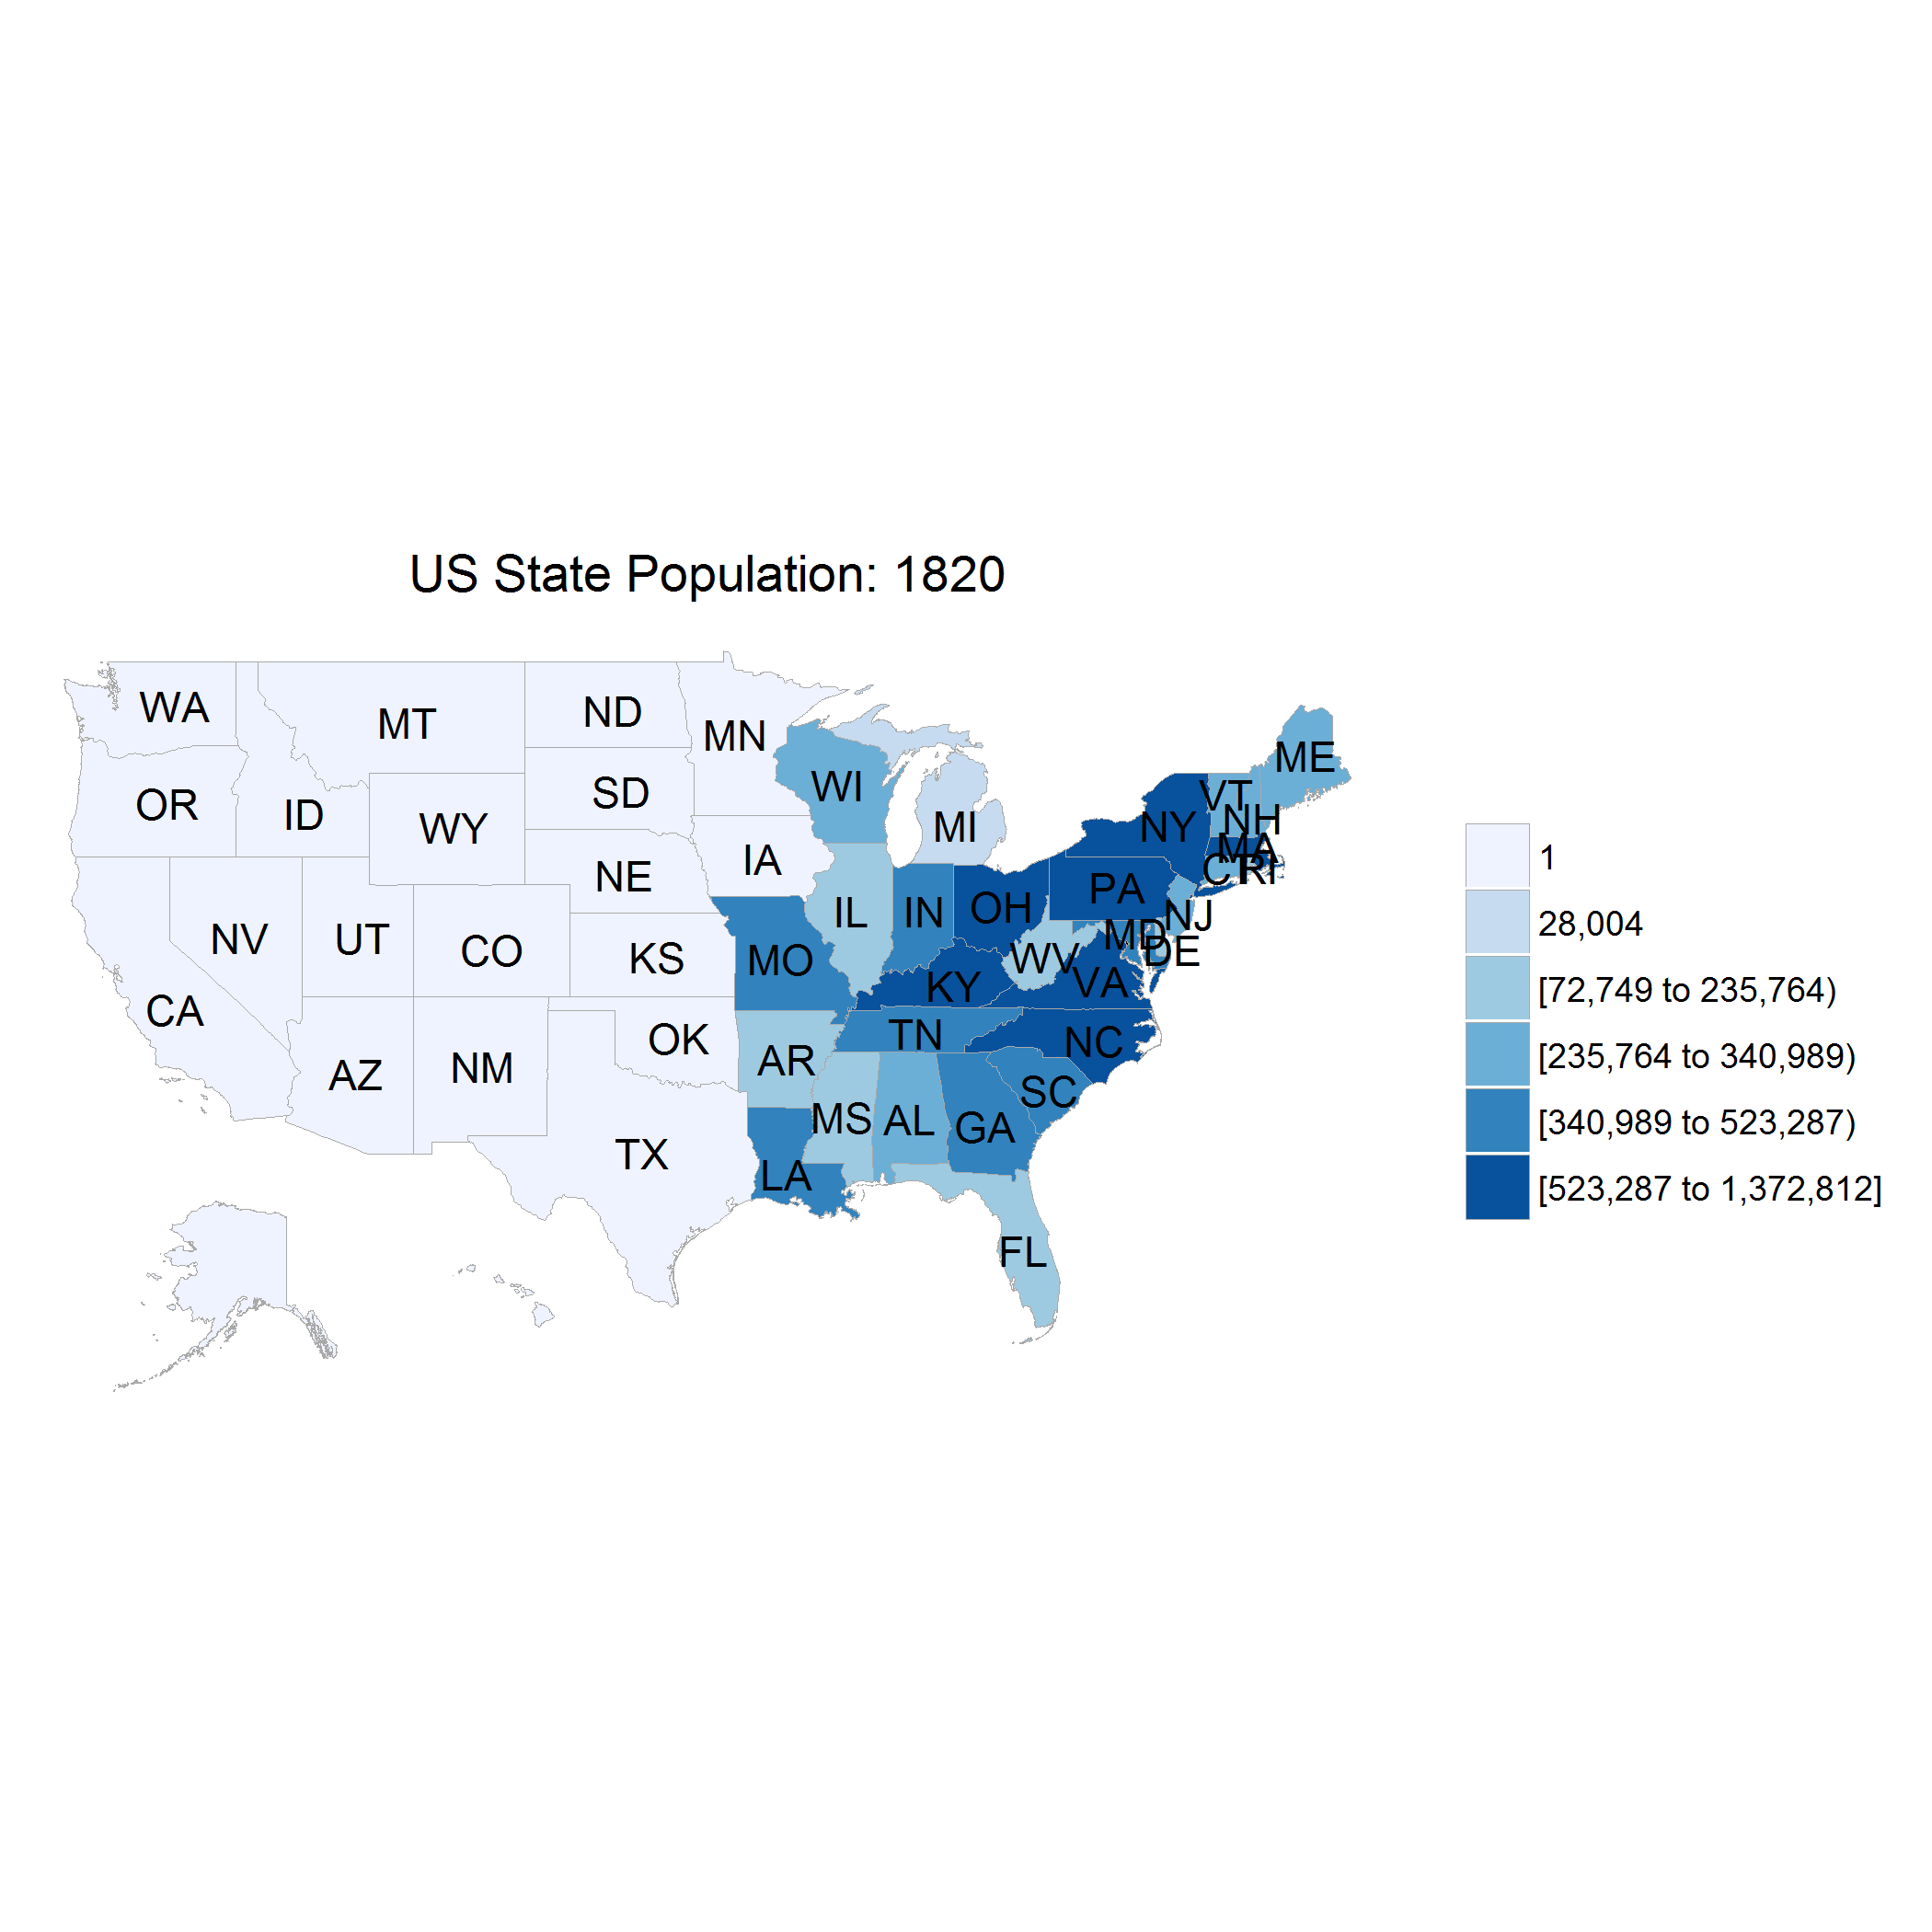 US State Population: 1820
WA
MT
ND
MN
OR
ID
WY
SD
WI
MI
ME
VT
NH
NY
MA
CT
RI
IA
NE
PA
NJ
IL
IN
OH
MD
DE
NV
UT
CO
KS
MO
WV
VA
KY
CA
AZ
NM
OK
AR
TN
NC
SC
MS
AL
GA
TX
LA
FL
1
28,004
[72,749 to 235,764)
[235,764 to 340,989)
[340,989 to 523,287)
[523,287 to 1,372,812]